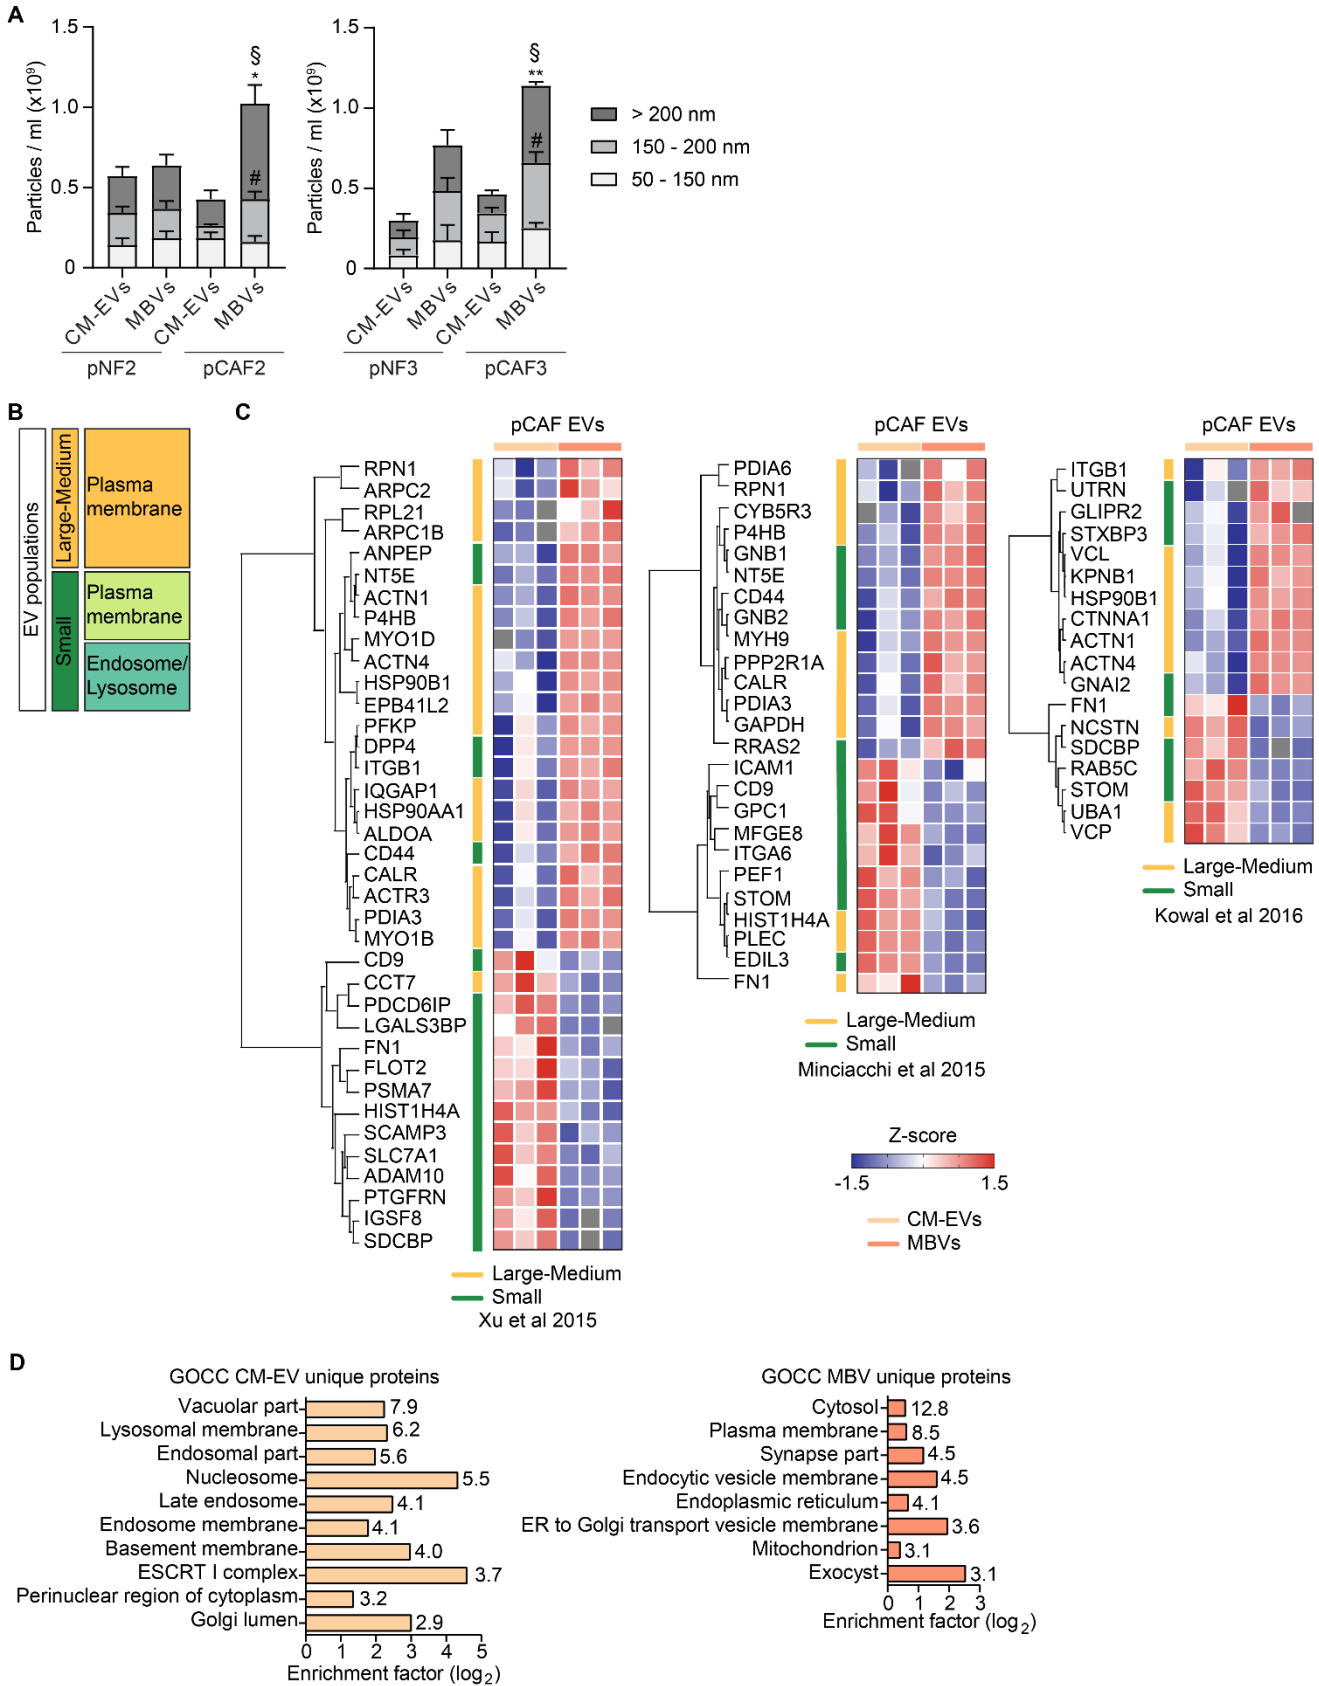 A
1.5
1.0
0.5
0
Particles / ml (x10⁹)
§
*
#
CM-EVs
MBVs
CM-EVs
MBVs
pNF2
pCAF2
1.5
1.0
0.5
0
Particles / ml (x10⁹)
§
**
#
CM-EVs
MBVs
CM-EVs
MBVs
pNF3
pCAF3
> 200 nm
150 - 200 nm
50 - 150 nm
B
EV populations
Large-Medium
Small
Plasma
membrane
Plasma
membrane
Endosome/
Lysosome
C
pCAF EVs
RPN1
ARPC2
RPL21
ARPC1B
ANPEP
NT5E
ACTN1
P4HB
MYO1D
ACTN4
HSP90B1
EPB41L2
PFKP
DPP4
ITGB1
IQGAP1
HSP90AA1
ALDOA
CD44
CALR
ACTR3
PDIA3
MYO1B
CD9
CCT7
PDCD6IP
LGALS3BP
FN1
FLOT2
PSMA7
HIST1H4A
SCAMP3
SLC7A1
ADAM10
PTGFRN
IGSF8
SDCBP
Large-Medium
Small
Xu et al 2015
pCAF EVs
PDIA6
RPN1
CYB5R3
P4HB
GNB1
NT5E
CD44
GNB2
MYH9
PPP2R1A
CALR
PDIA3
GAPDH
RRAS2
ICAM1
CD9
GPC1
MFGE8
ITGA6
PEF1
STOM
HIST1H4A
PLEC
EDIL3
FN1
Large-Medium
Small
Minciacchi et al 2015
pCAF EVs
ITGB1
UTRN
GLIPR2
STXBP3
VCL
KPNB1
HSP90B1
CTNNA1
ACTN1
ACTN4
GNAI2
FN1
NCSTN
SDCBP
RAB5C
STOM
UBA1
VCP
Large-Medium
Small
Kowal et al 2016
Z-score
-1.5
1.5
CM-EVs
MBVs
D
GOCC CM-EV unique proteins
Vacuolar part 7.9
Lysosomal membrane 6.2
Endosomal part 5.6
Nucleosome 5.5
Late endosome 4.1
Endosome membrane 4.1
Basement membrane 4.0
ESCRT I complex 3.7
Perinuclear region of cytoplasm 3.2
Golgi lumen 2.9
0 1 2 3 4 5
Enrichment factor (log₂)
GOCC MBV unique proteins
Cytosol 12.8
Plasma membrane 8.5
Synapse part 4.5
Endocytic vesicle membrane 4.5
Endoplasmic reticulum 4.1
ER to Golgi transport vesicle membrane 3.6
Mitochondrion 3.1
Exocyst 3.1
0 1 2 3
Enrichment factor (log₂)